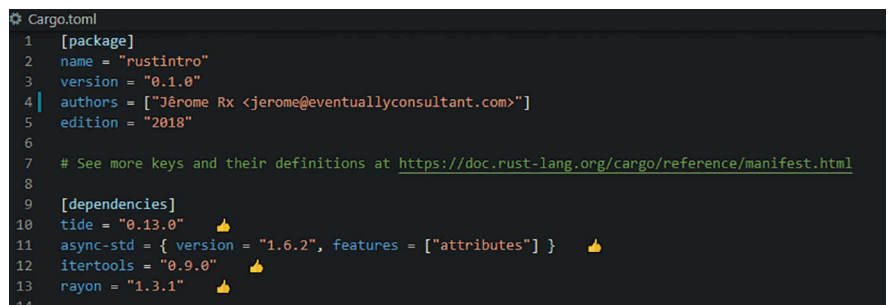 Cargo.toml
1 [package]
2 name = "rustintro"
3 version = "0.1.0"
4 authors = ["Jêrome Rx <jerome@eventuallyconsultant.com>"]
5 edition = "2018"
6
7 # See more keys and their definitions at https://doc.rust-lang.org/cargo/reference/manifest.html
8
9 [dependencies]
10 tide = "0.13.0" 👍
11 async-std = { version = "1.6.2", features = ["attributes"] } 👍
12 itertools = "0.9.0" 👍
13 rayon = "1.3.1" 👍
14